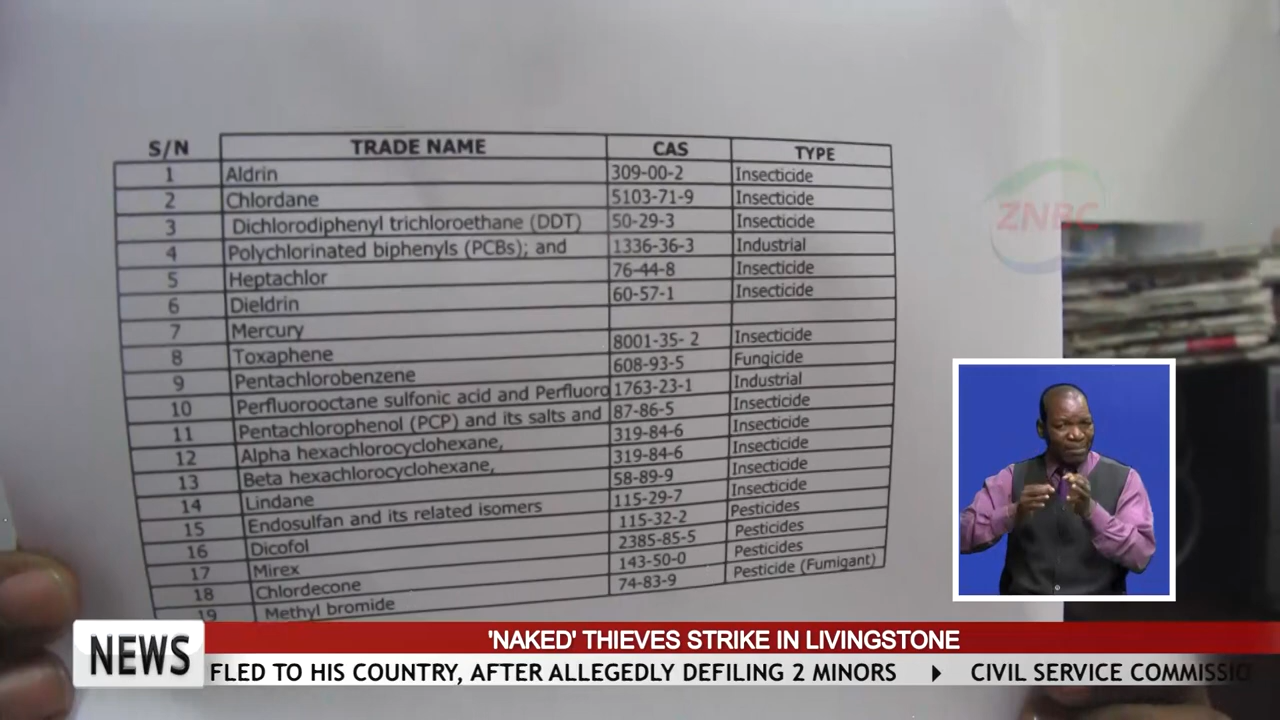 S/N TRADE NAME CAS TYPE
1 Aldrin 309-00-2 Insecticide
2 Chlordane 5103-71-9 Insecticide
3 Dichlorodiphenyl trichloroethane (DDT) 50-29-3 Insecticide
4 Polychlorinated biphenyls (PCBs); and 1336-36-3 Industrial
5 Heptachlor 76-44-8 Insecticide
6 Dieldrin 60-57-1 Insecticide
7 Mercury
8 Toxaphene 8001-35- 2 Insecticide
9 Pentachlorobenzene 608-93-5 Fungicide
10 Perfluorooctane sulfonic acid and Perfluoro 1763-23-1 Industrial
11 Pentachlorophenol (PCP) and its salts and 87-86-5 Insecticide
12 Alpha hexachlorocyclohexane, 319-84-6 Insecticide
13 Beta hexachlorocyclohexane, 319-84-6 Insecticide
14 Lindane 58-89-9 Insecticide
15 Endosulfan and its related isomers 115-29-7 Insecticide
16 Dicofol 115-32-2 Pesticides
17 Mirex 2385-85-5 Pesticides
18 Chlordecone 143-50-0 Pesticides
19 Methyl bromide 74-83-9 Pesticide (Fumigant)
ZNBC
NEWS
'NAKED' THIEVES STRIKE IN LIVINGSTONE
FLED TO HIS COUNTRY, AFTER ALLEGEDLY DEFILING 2 MINORS CIVIL SERVICE COMMISSIO